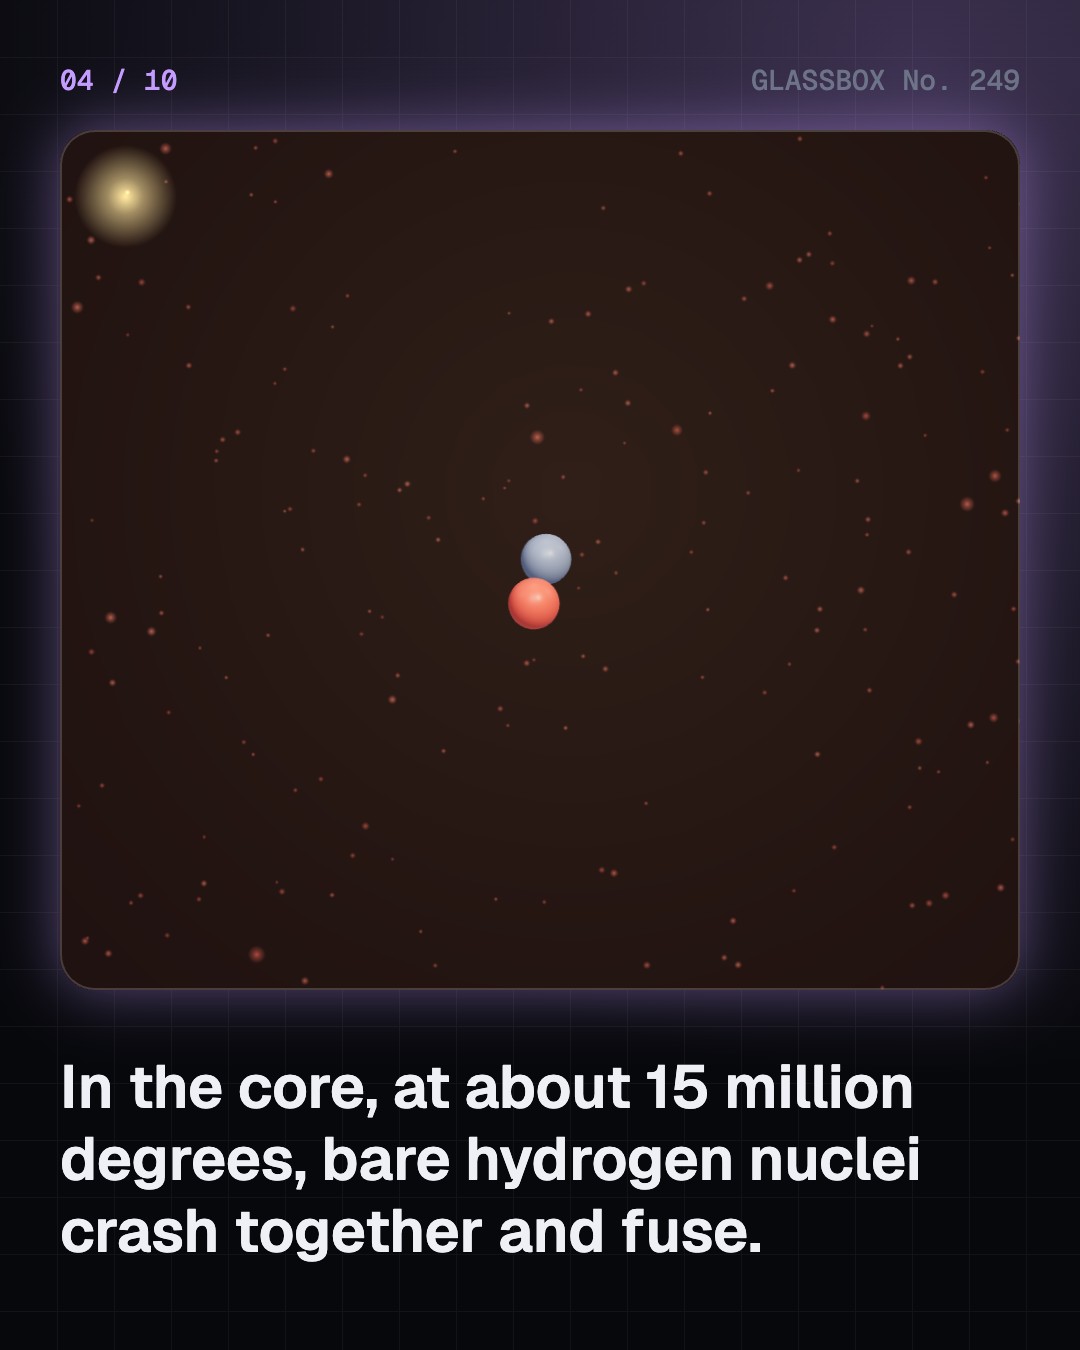 04 / 10
GLASSBOX No. 249
In the core, at about 15 million
degrees, bare hydrogen nuclei
crash together and fuse.